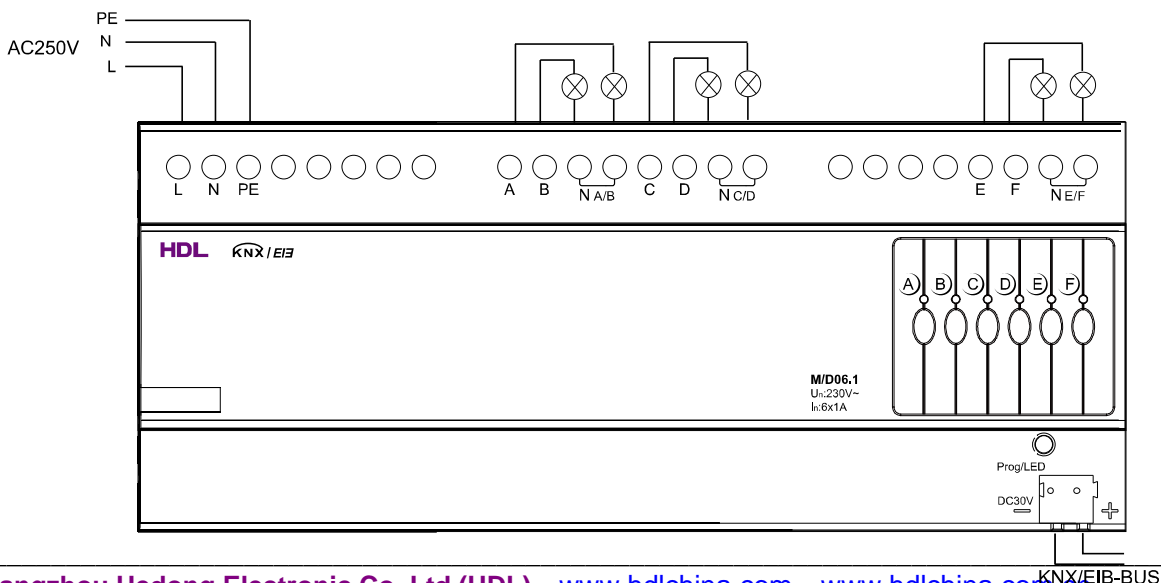 PE
AC250V N
L
L N PE A B N A/B C D N C/D E F N E/F
HDL KNX / EIB
A B C D E F
M/D06.1
Un:230V~
In:6x1A
Prog/LED
DC30V
KNX/EIB-BUS
Electronic Co. Ltd (HDL) www.hdlchina.com